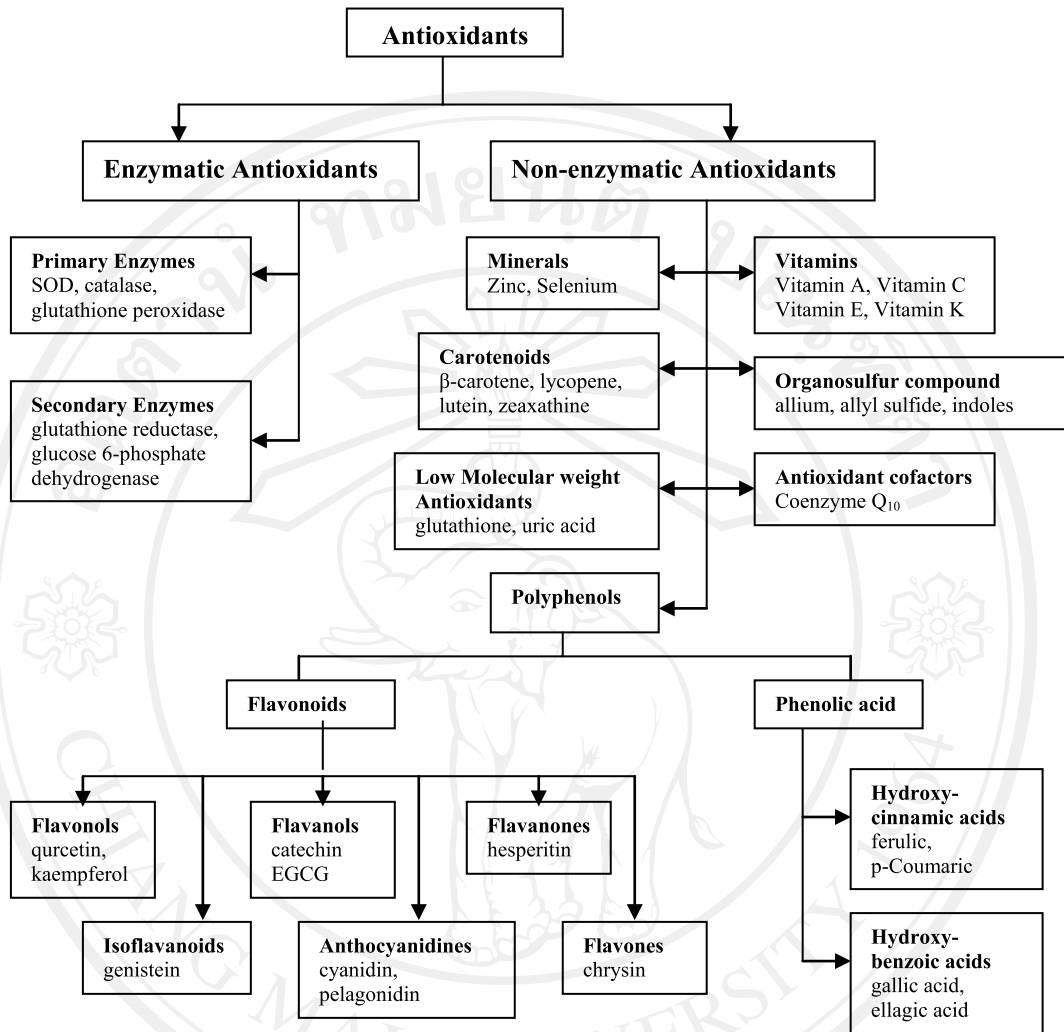 Antioxidants
Enzymatic Antioxidants
Non-enzymatic Antioxidants
Primary Enzymes
SOD, catalase,
glutathione peroxidase
Minerals
Zinc, Selenium
Vitamins
Vitamin A, Vitamin C
Vitamin E, Vitamin K
Carotenoids
β-carotene, lycopene,
lutein, zeaxathine
Organosulfur compound
allium, allyl sulfide, indoles
Secondary Enzymes
glutathione reductase,
glucose 6-phosphate
dehydrogenase
Low Molecular weight
Antioxidants
glutathione, uric acid
Antioxidant cofactors
Coenzyme Q₁₀
Polyphenols
Flavonoids
Phenolic acid
Flavonols
qurcetin,
kaempferol
Flavanols
catechin
EGCG
Flavanones
hesperitin
Hydroxy-
cinnamic acids
ferulic,
p-Coumaric
Isoflavanoids
genistein
Anthocyanidines
cyanidin,
pelagonidin
Flavones
chrysin
Hydroxy-
benzoic acids
gallic acid,
ellagic acid